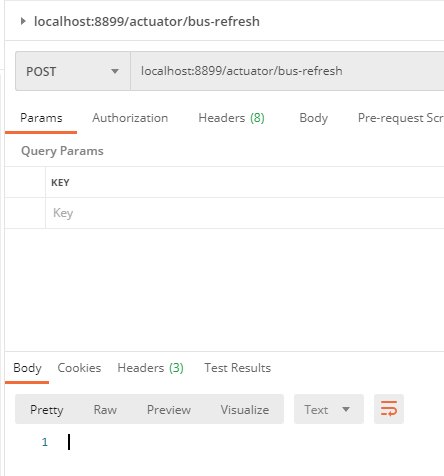 localhost:8899/actuator/bus-refresh
POST localhost:8899/actuator/bus-refresh
Params Authorization Headers (8) Body Pre-request Scr
Query Params
KEY
Key
Body Cookies Headers (3) Test Results
Pretty Raw Preview Visualize Text
1